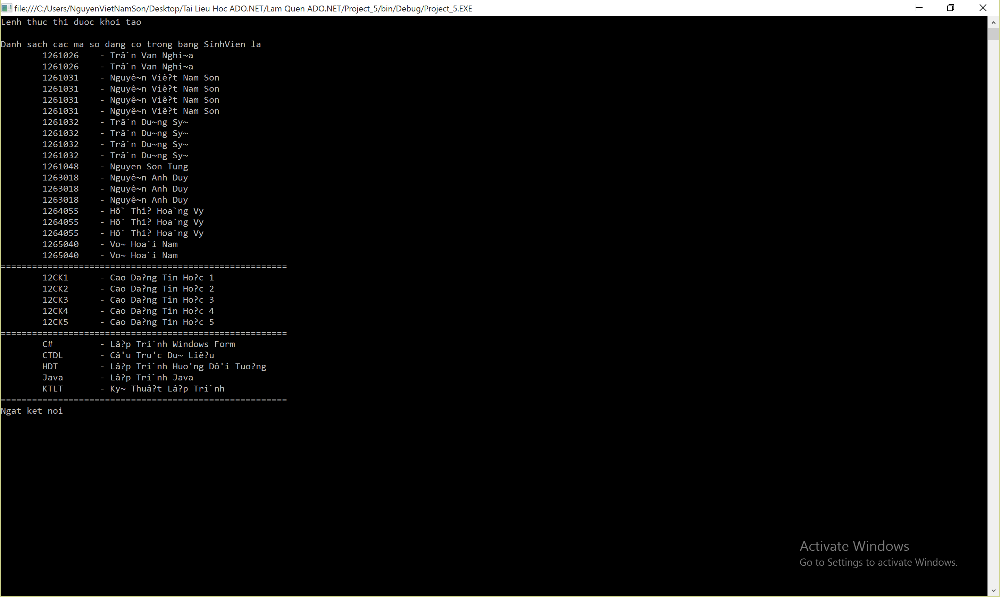 file:///C:/Users/NguyenVietNamSon/Desktop/Tai Lieu Hoc ADO.NET/Lam Quen ADO.NET/Project_5/bin/Debug/Project_5.EXE
Lenh thuc thi duoc khoi tao
Danh sach cac ma so dang co trong bang SinhVien la
1261026 - Trâ`n Van Nghi~a
1261026 - Trâ`n Van Nghi~a
1261031 - Nguyê~n Viê?t Nam Son
1261031 - Nguyê~n Viê?t Nam Son
1261031 - Nguyê~n Viê?t Nam Son
1261031 - Nguyê~n Viê?t Nam Son
1261032 - Trâ`n Du~ng Sy~
1261032 - Trâ`n Du~ng Sy~
1261032 - Trâ`n Du~ng Sy~
1261032 - Trâ`n Du~ng Sy~
1261048 - Nguyen Son Tung
1263018 - Nguyê~n Anh Duy
1263018 - Nguyê~n Anh Duy
1263018 - Nguyê~n Anh Duy
1264055 - Hô` Thi? Hoa`ng Vy
1264055 - Hô` Thi? Hoa`ng Vy
1264055 - Hô` Thi? Hoa`ng Vy
1265040 - Vo~ Hoa`i Nam
1265040 - Vo~ Hoa`i Nam
=======================================================
12CK1 - Cao Da?ng Tin Ho?c 1
12CK2 - Cao Da?ng Tin Ho?c 2
12CK3 - Cao Da?ng Tin Ho?c 3
12CK4 - Cao Da?ng Tin Ho?c 4
12CK5 - Cao Da?ng Tin Ho?c 5
=======================================================
C# - Lâ?p Tri`nh Windows Form
CTDL - Câ'u Tru'c Du~ Liê?u
HDT - Lâ?p Tri`nh Huo'ng Dô'i Tuo?ng
Java - Lâ?p Tri`nh Java
KTLT - Ky~ Thuâ?t Lâ?p Tri`nh
=======================================================
Ngat ket noi
Activate Windows
Go to Settings to activate Windows.